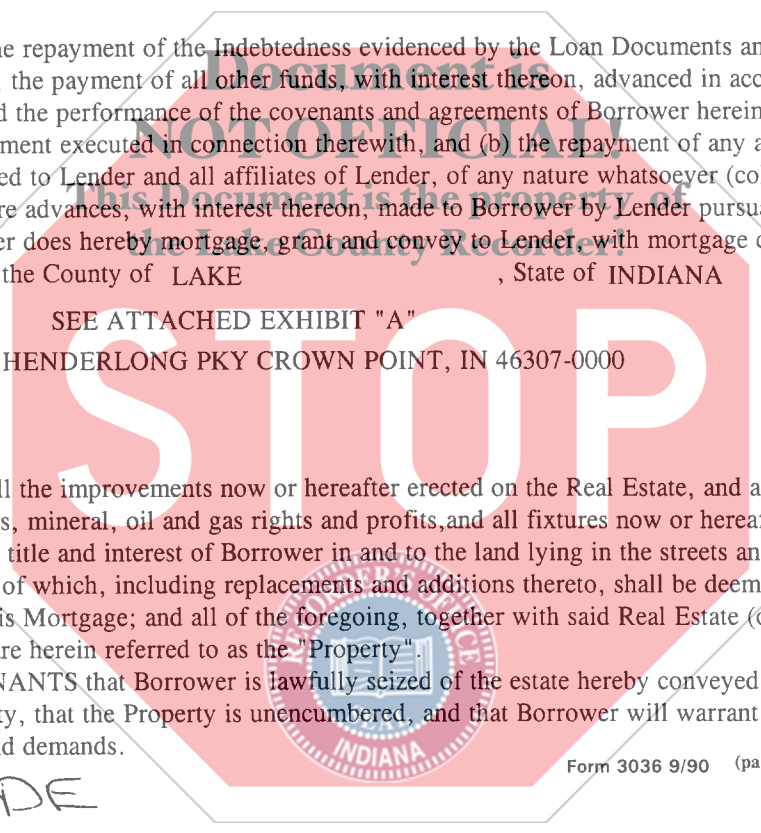 he repayment of the Indebtedness evidenced by the Loan Documents an
, the payment of all other funds, with interest thereon, advanced in acc
d the performance of the covenants and agreements of Borrower herein
ment executed in connection therewith, and (b) the repayment of any a
ed to Lender and all affiliates of Lender, of any nature whatsoever (col
re advances, with interest thereon, made to Borrower by Lender pursua
er does hereby mortgage, grant and convey to Lender, with mortgage c
the County of LAKE , State of INDIANA
Document is
NOT OFFICIAL!
This Document is the property of
the Lake County Recorder!
SEE ATTACHED EXHIBIT "A"
HENDERLONG PKY CROWN POINT, IN 46307-0000
STOP
ll the improvements now or hereafter erected on the Real Estate, and a
s, mineral, oil and gas rights and profits,and all fixtures now or hereaf
title and interest of Borrower in and to the land lying in the streets an
of which, including replacements and additions thereto, shall be deem
is Mortgage; and all of the foregoing, together with said Real Estate (o
re herein referred to as the "Property".
NANTS that Borrower is lawfully seized of the estate hereby conveyed
ty, that the Property is unencumbered, and that Borrower will warrant
nd demands.
RECORDER'S OFFICE
INDIANA
Form 3036 9/90 (pa
DE